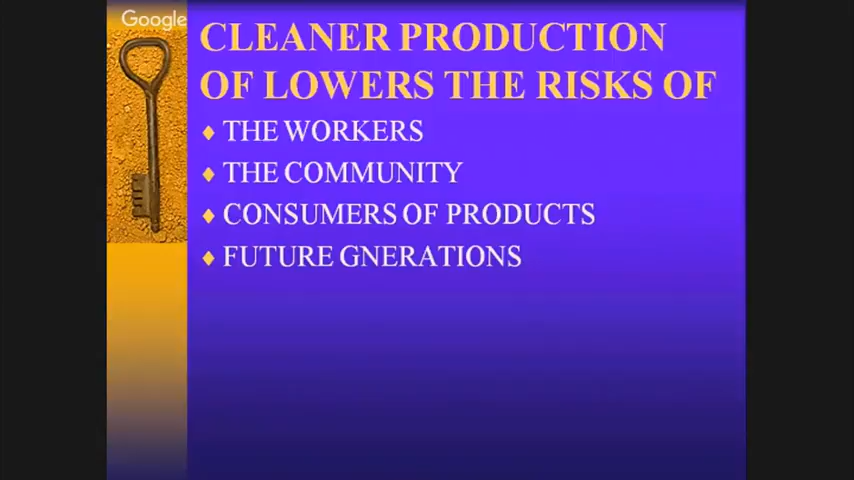 Google
CLEANER PRODUCTION
OF LOWERS THE RISKS OF
THE WORKERS
THE COMMUNITY
CONSUMERS OF PRODUCTS
FUTURE GNERATIONS